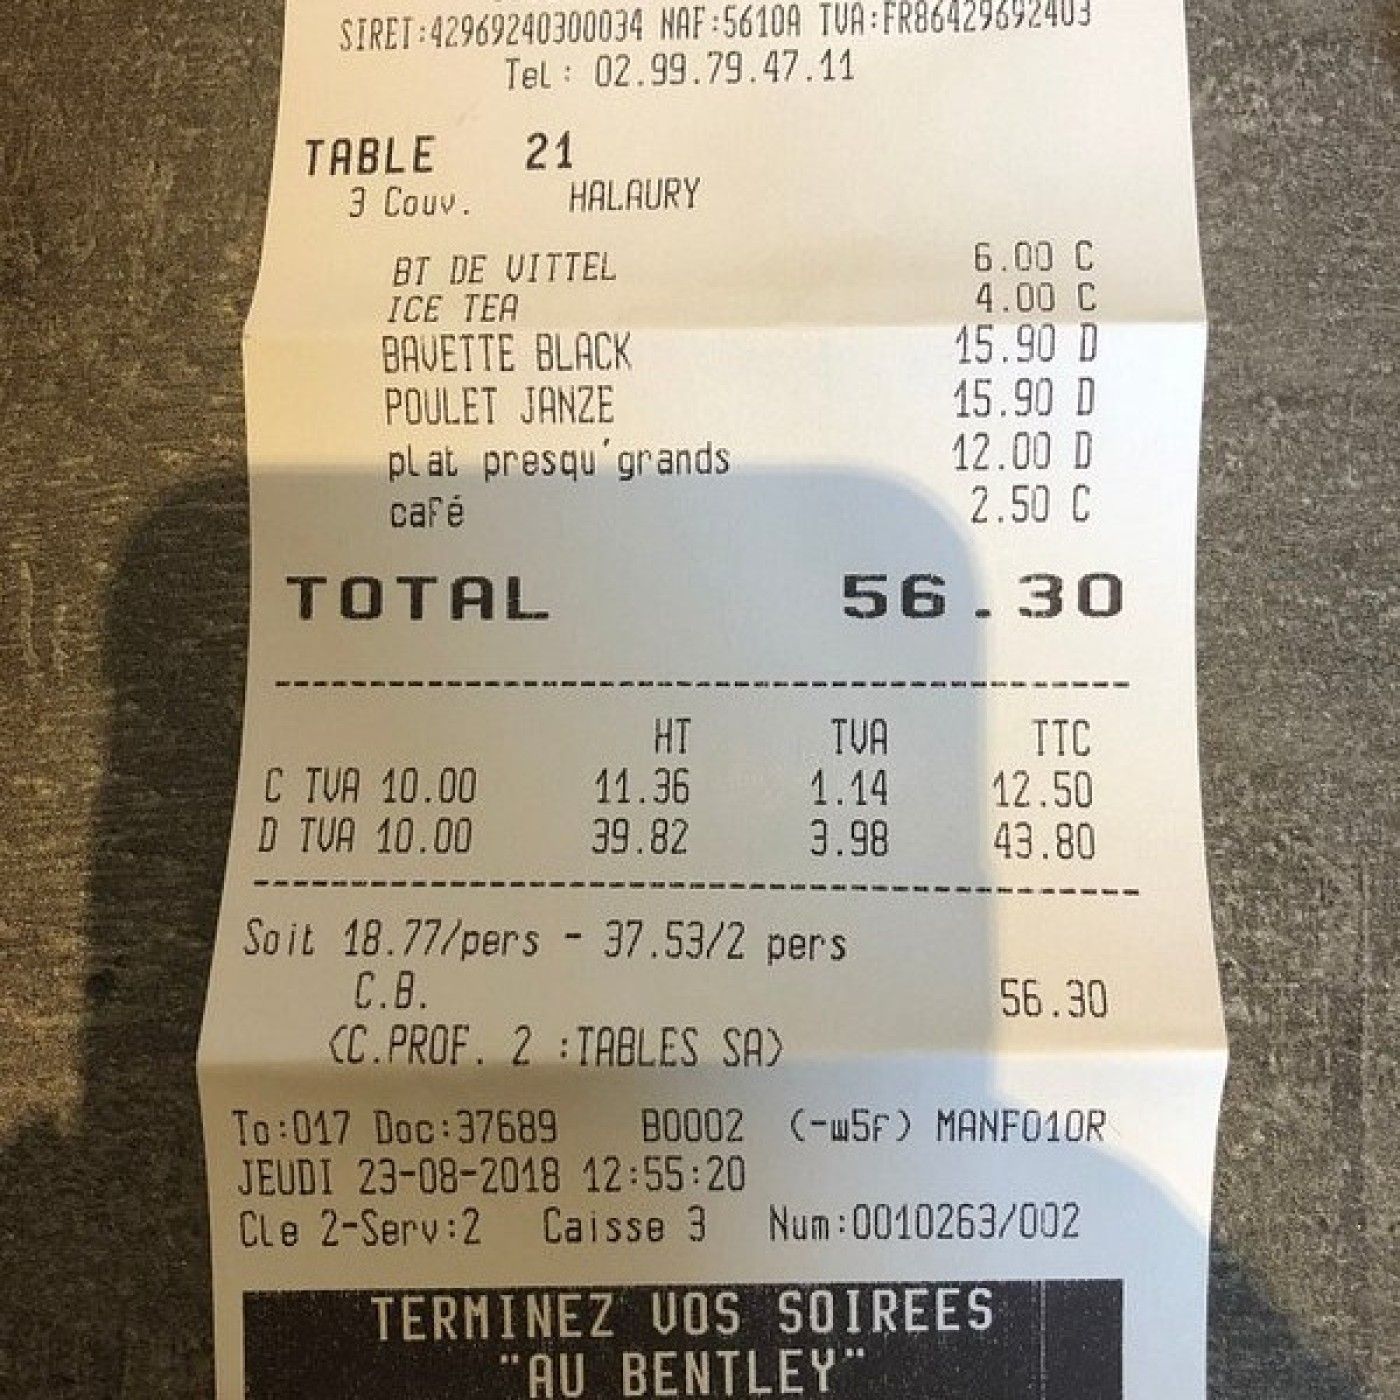 SIRET:42969240300034 NAF:5610A TVA:FR86429692403
Tel : 02.99.79.47.11
TABLE 21
3 Couv. HALAURY
BT DE VITTEL 6.00 C
ICE TEA 4.00 C
BAVETTE BLACK 15.90 D
POULET JANZE 15.90 D
plat presqu'grands 12.00 D
café 2.50 C
TOTAL 56.30
HT TVA TTC
C TVA 10.00 11.36 1.14 12.50
D TVA 10.00 39.82 3.98 43.80
Soit 18.77/pers - 37.53/2 pers
C.B. 56.30
(C.PROF. 2 :TABLES SA)
To:017 Doc:37689 B0002 (-w5r) MANF010R
JEUDI 23-08-2018 12:55:20
Cle 2-Serv:2 Caisse 3 Num:0010263/002
TERMINEZ VOS SOIREES
"AU BENTLEY"